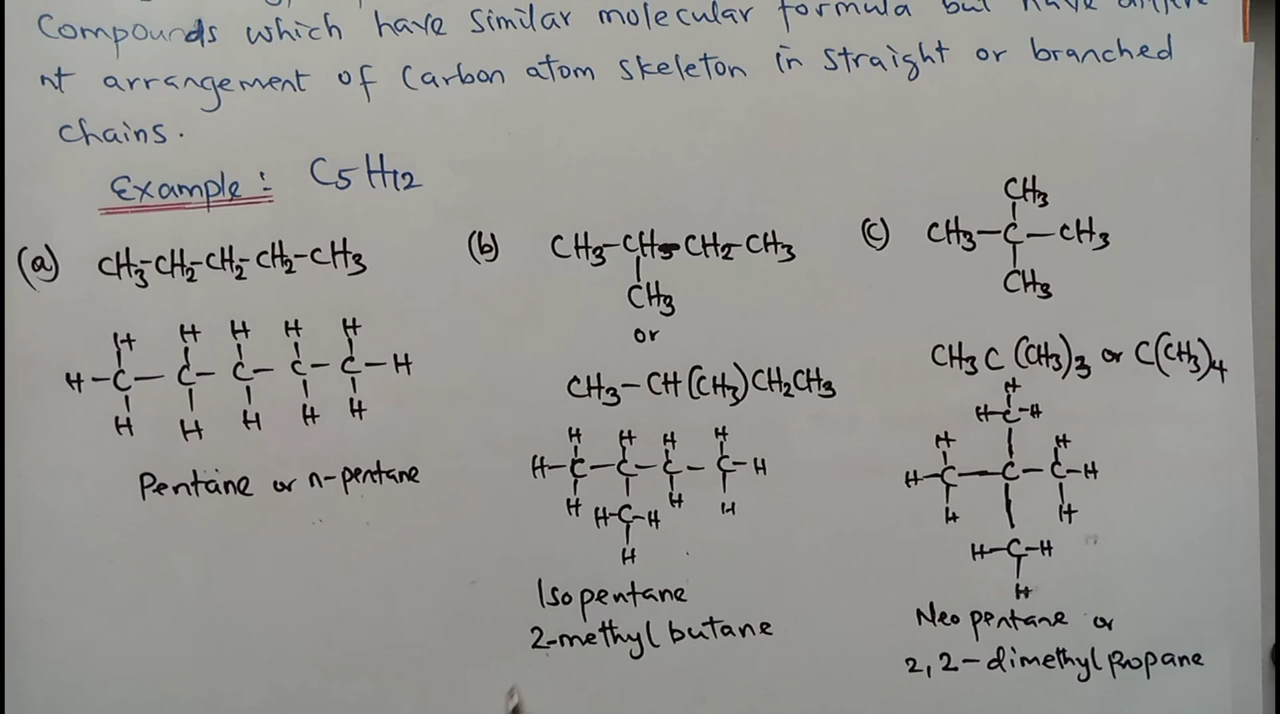 Compounds which have similar molecular formula but have differe
nt arrangement of Carbon atom skeleton in straight or branched
chains.
Example: C5H12
(a) CH3-CH2-CH2-CH2-CH3
H H H H H
H-C-C-C-C-C-H
H H H H H
Pentane or n-pentane
(b) CH3-CH-CH2-CH3
CH3
or
CH3-CH(CH3)CH2CH3
H H H H
H-C-C-C-C-H
H H-C-H H H
H
Isopentane
2-methyl butane
(c) CH3
CH3-C-CH3
CH3
CH3C(CH3)3 or C(CH3)4
H
H-C-H
H H
H-C-C-C-H
H H
H-C-H
H
Neo pentane or
2,2-dimethyl propane